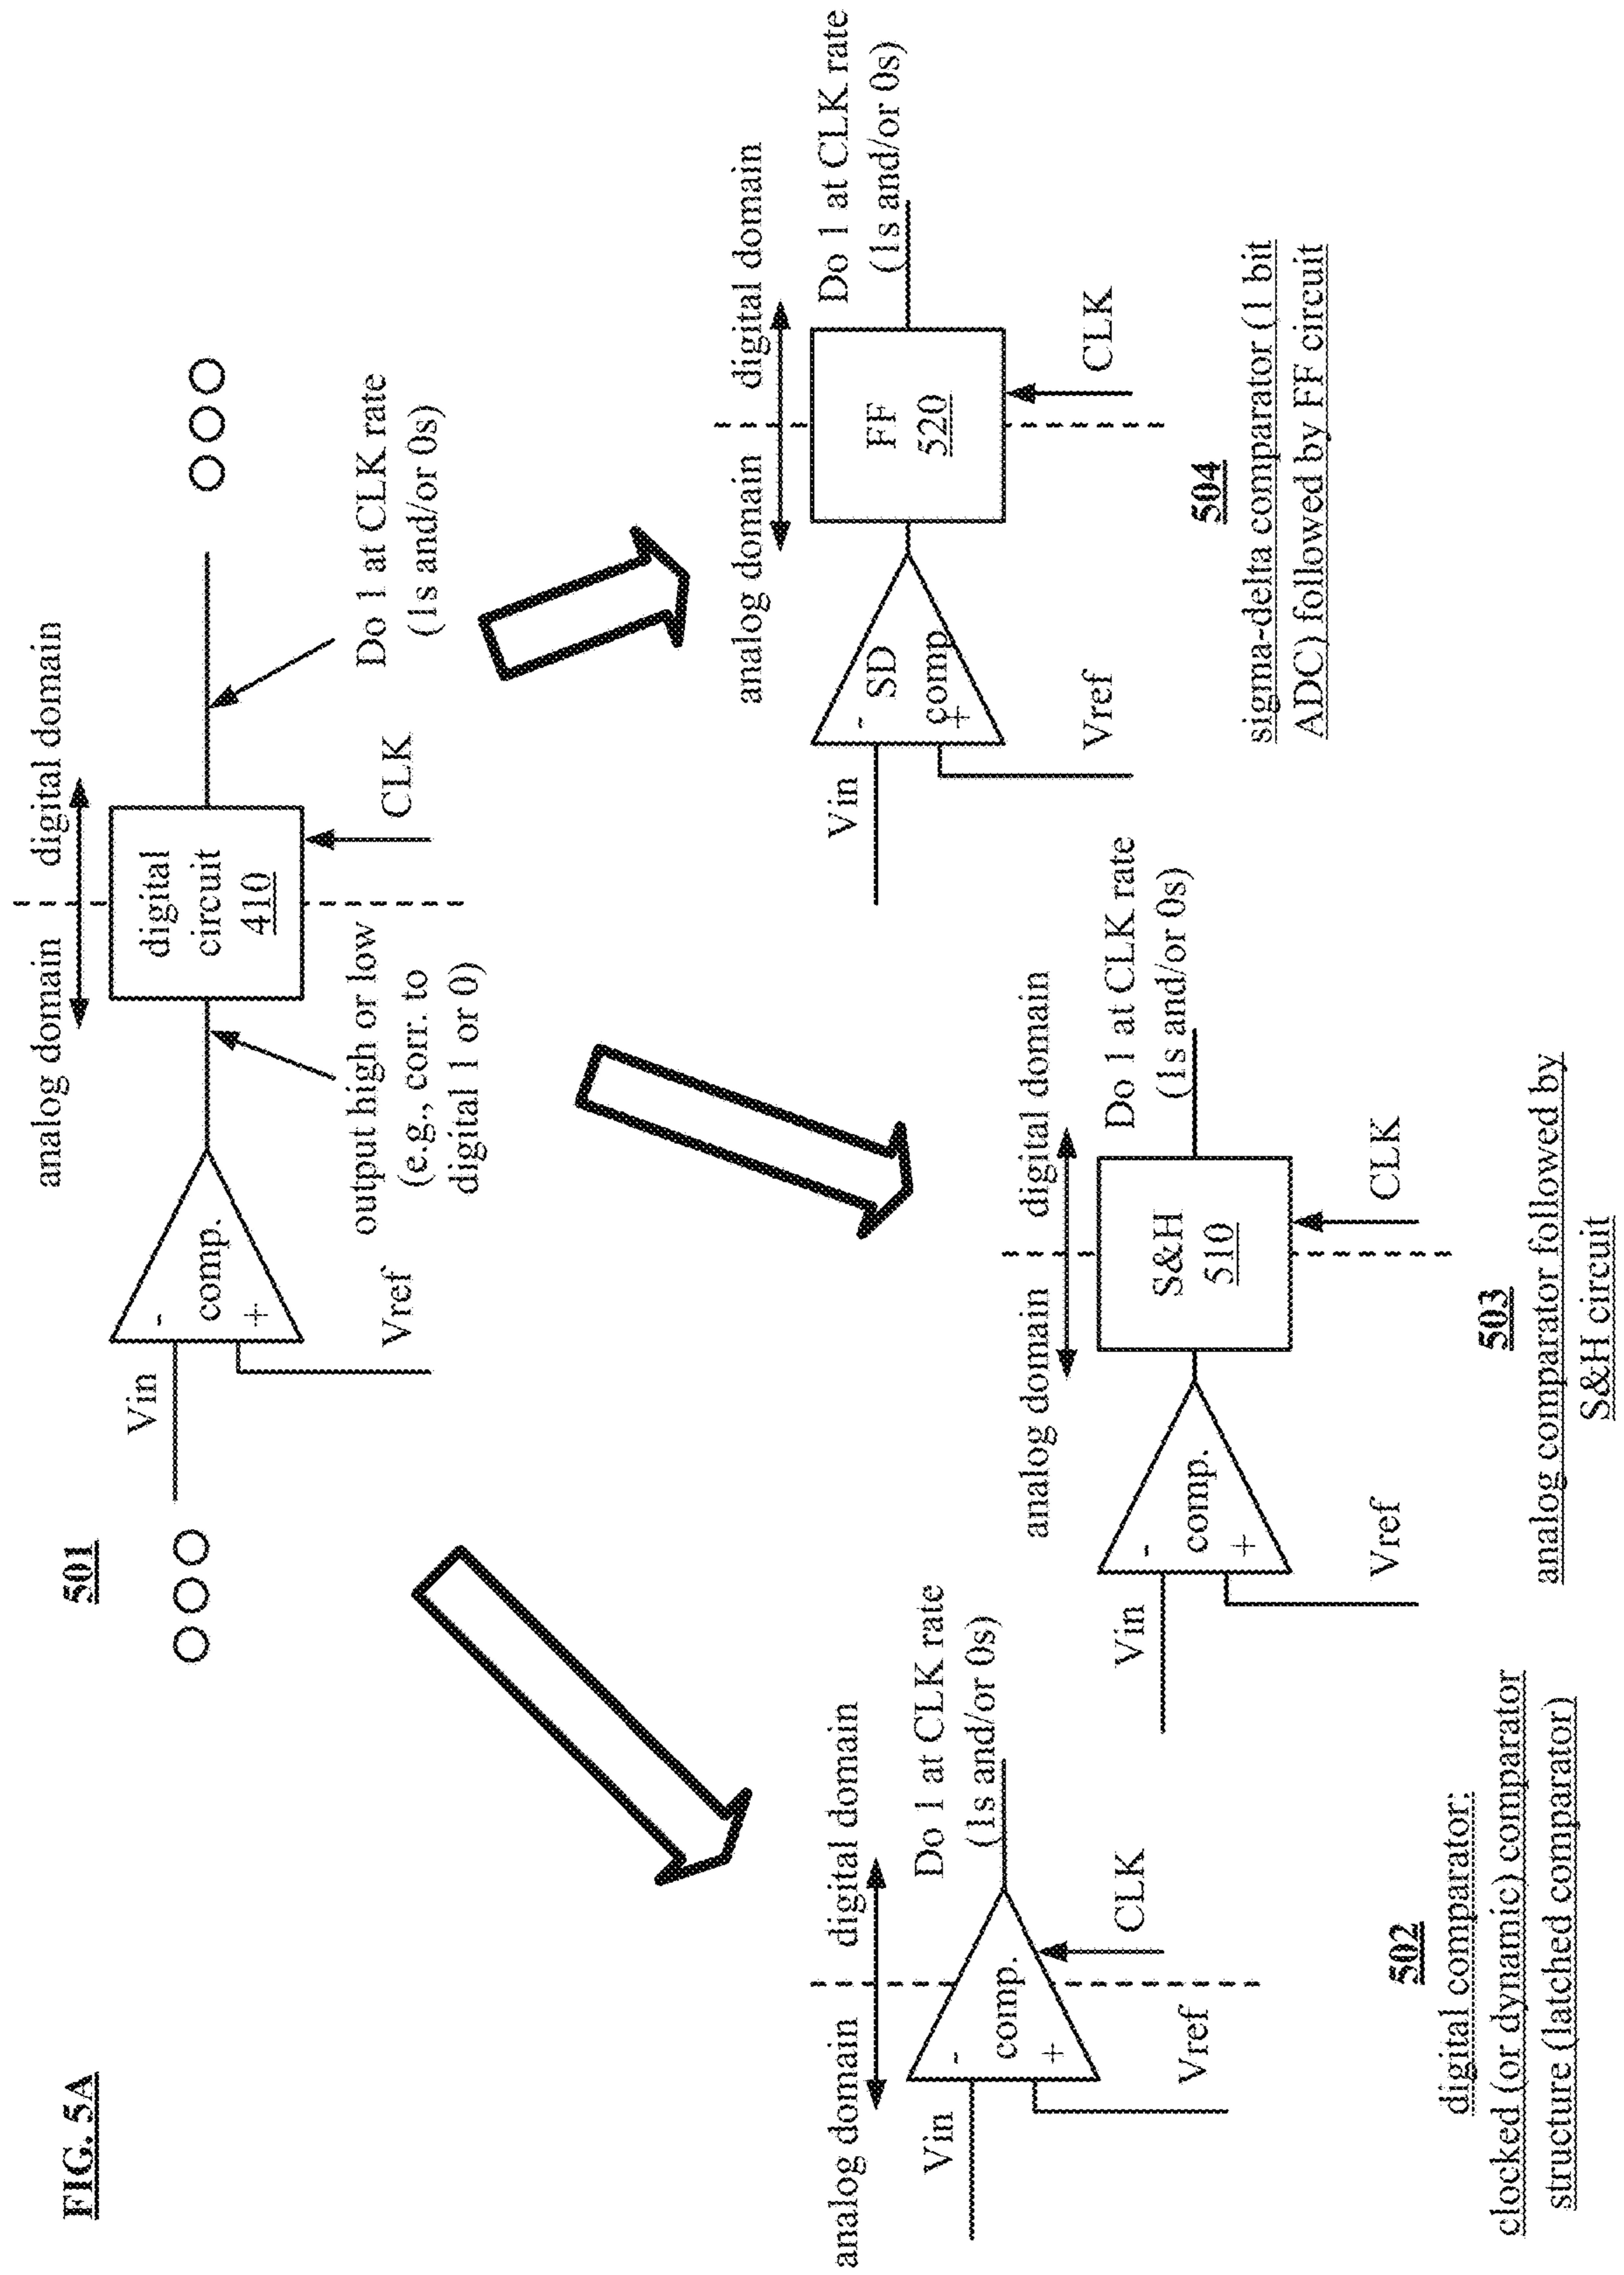 FIG. 5A
501
analog domain
digital domain
Vin
-
comp.
+
Vref
digital
circuit
410
CLK
output high or low
(e.g., corr. to
digital 1 or 0)
Do 1 at CLK rate
(1s and/or 0s)
analog domain
digital domain
Vin
-
comp.
+
Vref
CLK
Do 1 at CLK rate
(1s and/or 0s)
502
digital comparator:
clocked (or dynamic) comparator
structure (latched comparator)
analog domain
digital domain
Vin
-
comp.
+
Vref
S&H
510
CLK
Do 1 at CLK rate
(1s and/or 0s)
503
analog comparator followed by
S&H circuit
analog domain
digital domain
Vin
-
SD
comp
+
Vref
FF
520
CLK
Do 1 at CLK rate
(1s and/or 0s)
504
sigma-delta comparator (1 bit
ADC) followed by FF circuit